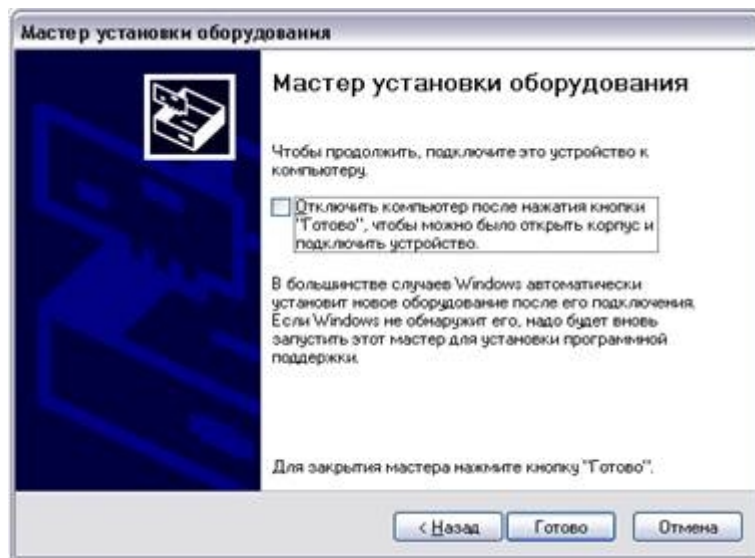 Мастер установки оборудования
Мастер установки оборудования
Чтобы продолжить, подключите это устройство к
компьютеру.
Отключить компьютер после нажатия кнопки
"Готово", чтобы можно было открыть корпус и
подключить устройство.
В большинстве случаев Windows автоматически
установит новое оборудование после его подключения.
Если Windows не обнаружит его, надо будет вновь
запустить этот мастер для установки программной
поддержки.
Для закрытия мастера нажмите кнопку "Готово".
< Назад Готово Отмена